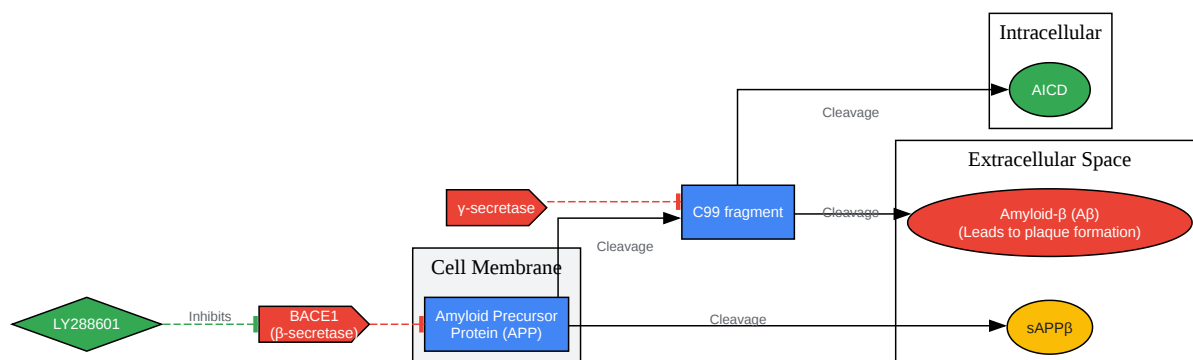 Intracellular
AICD
Cleavage
Extracellular Space
γ-secretase
C99 fragment
Cleavage
Amyloid-β (Aβ)
(Leads to plaque formation)
Cleavage
Cell Membrane
LY288601
Inhibits
BACE1
(β-secretase)
Amyloid Precursor
Protein (APP)
Cleavage
sAPPβ